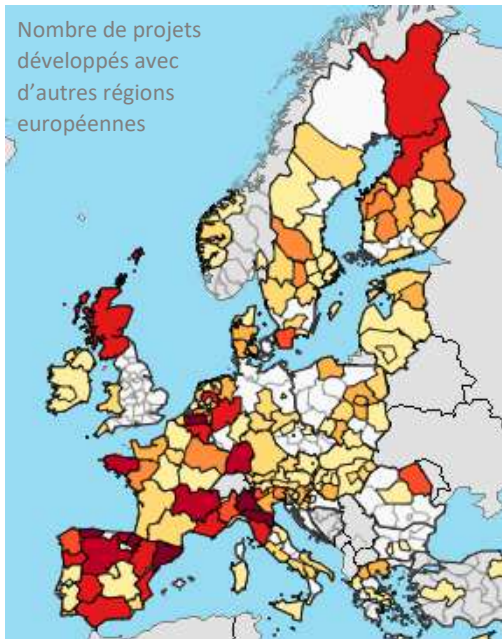 Nombre de projets
développés avec
d'autres régions
européennes